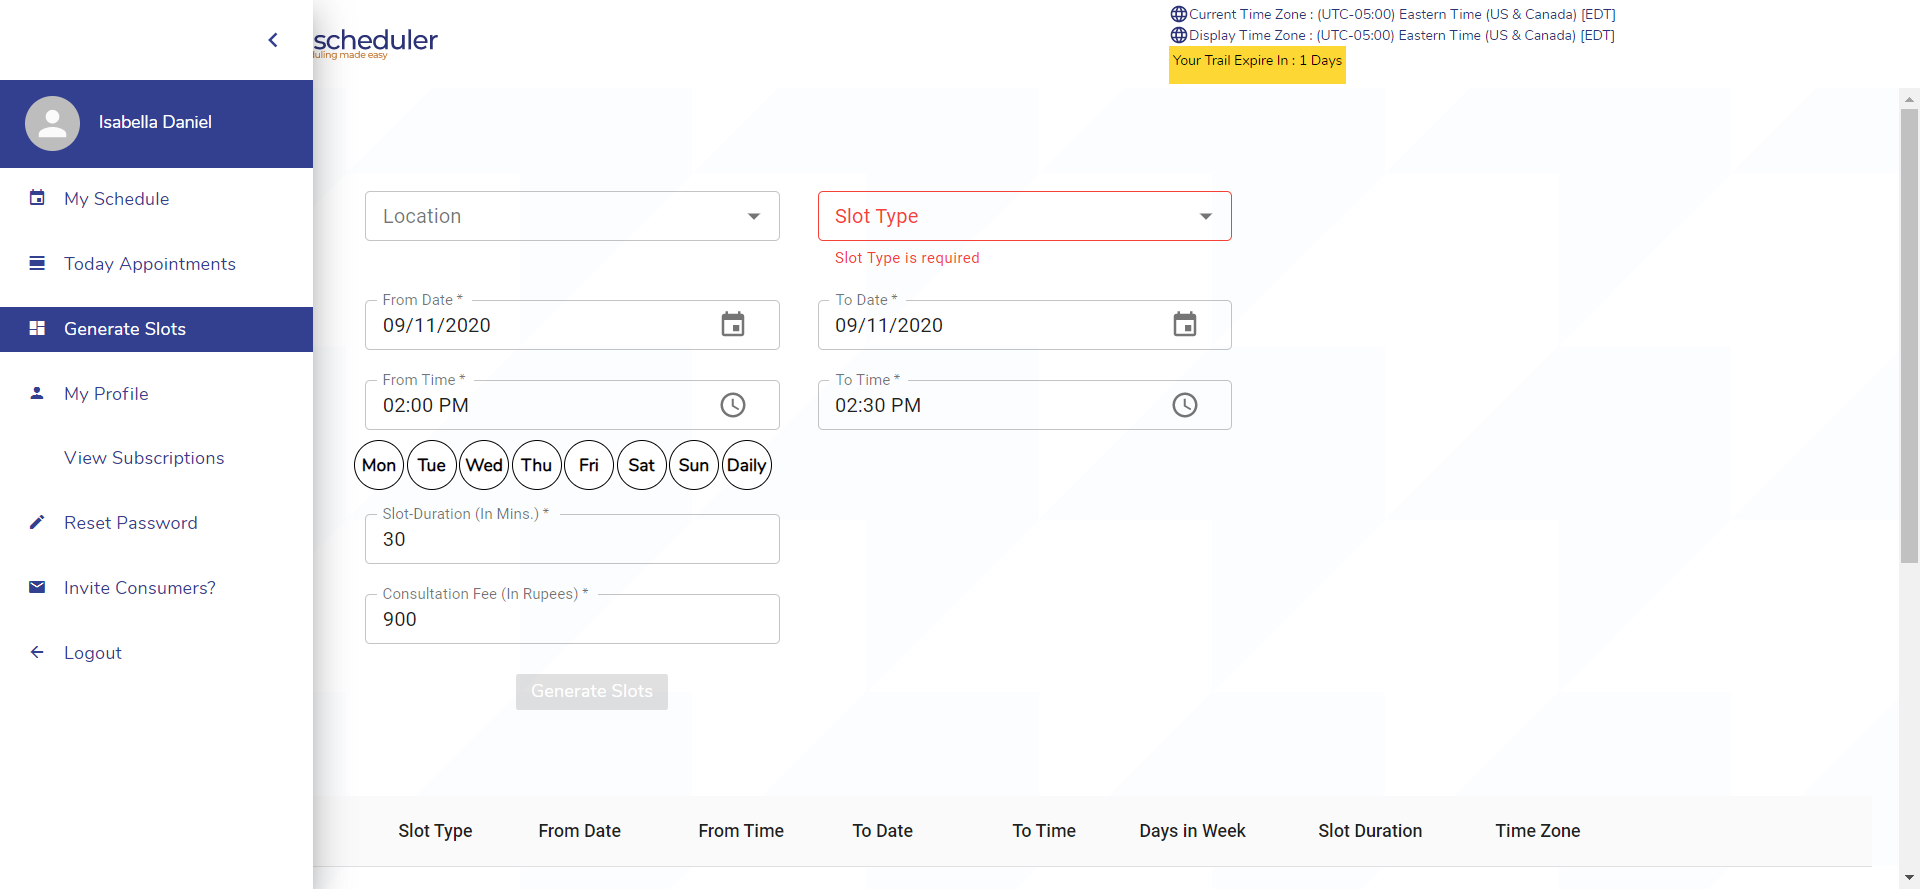 scheduler
duling made easy
Current Time Zone : (UTC-05:00) Eastern Time (US & Canada) [EDT]
Display Time Zone : (UTC-05:00) Eastern Time (US & Canada) [EDT]
Your Trail Expire In : 1 Days
Isabella Daniel
My Schedule
Today Appointments
Generate Slots
My Profile
View Subscriptions
Reset Password
Invite Consumers?
Logout
Location
Slot Type
Slot Type is required
From Date *
09/11/2020
To Date *
09/11/2020
From Time *
02:00 PM
To Time *
02:30 PM
Mon Tue Wed Thu Fri Sat Sun Daily
Slot-Duration (In Mins.) *
30
Consultation Fee (In Rupees) *
900
Generate Slots
Slot Type From Date From Time To Date To Time Days in Week Slot Duration Time Zone